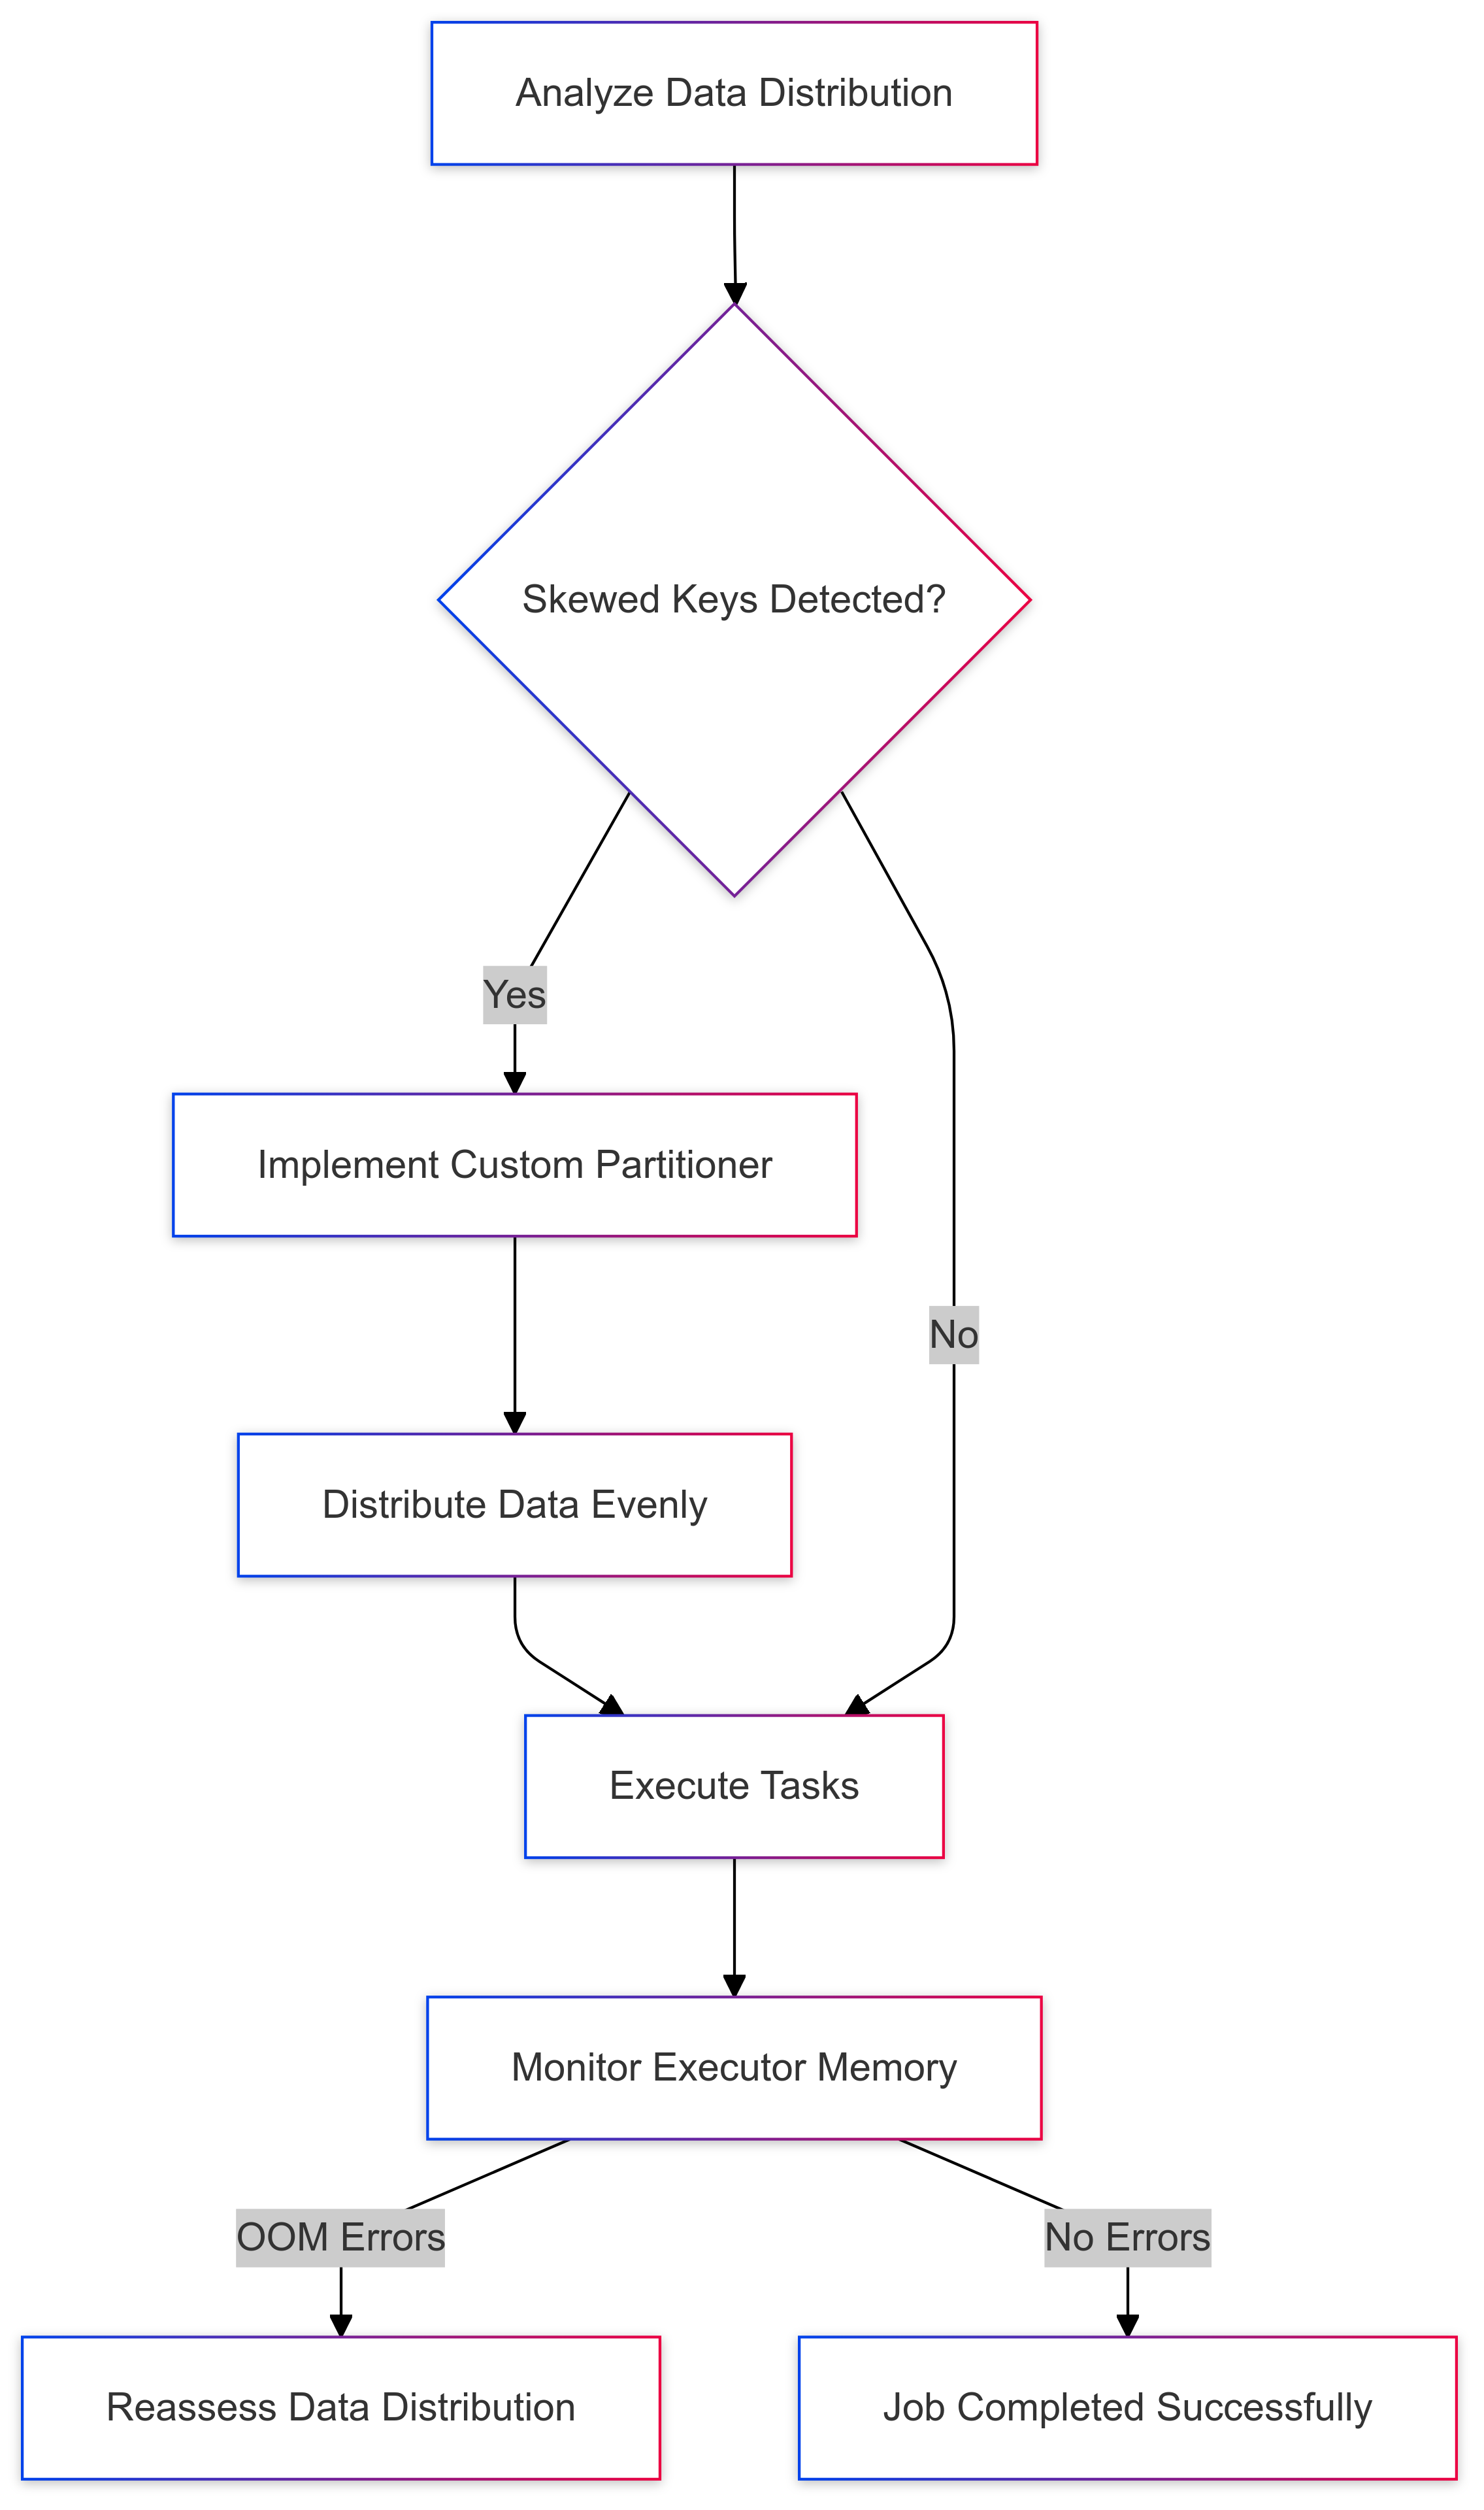 Analyze Data Distribution
Skewed Keys Detected?
Yes
Implement Custom Partitioner
No
Distribute Data Evenly
Execute Tasks
Monitor Executor Memory
OOM Errors
No Errors
Reassess Data Distribution
Job Completed Successfully